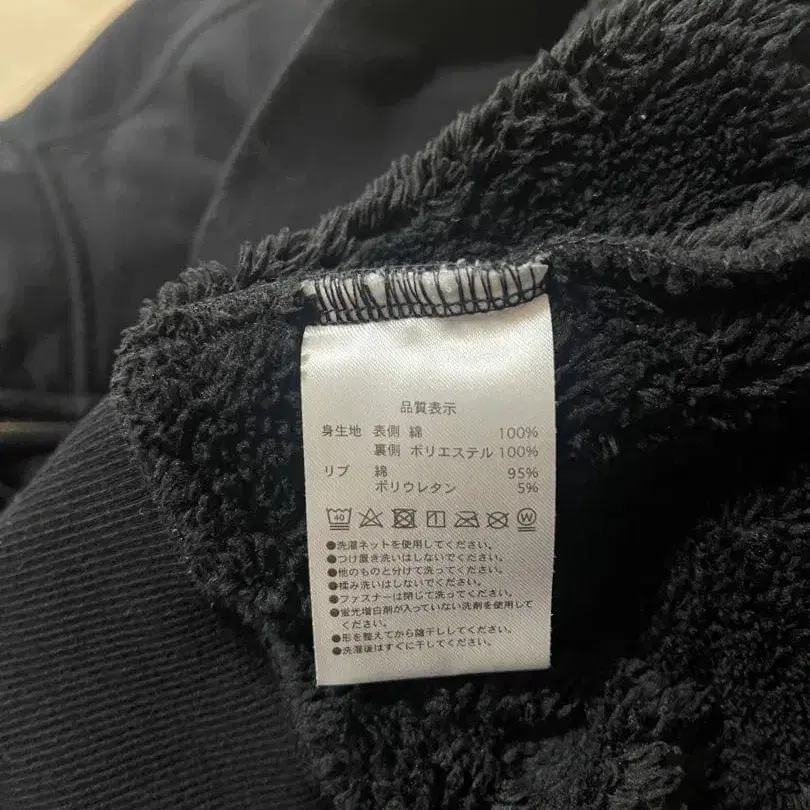 品質表示
身生地 表側 綿 100%
裏側 ポリエステル 100%
リブ 綿 95%
ポリウレタン 5%
40 W
●洗濯ネットを使用してください。
●つけ置き洗いはしないでください。
●他のものと分けて洗ってください。
●揉み洗いはしないでください。
●ファスナーは閉じて洗ってください。
●蛍光増白剤が入っていない洗剤を使用して
ください。
●形を整えてから陰干ししてください。
●洗濯後はすぐに干してください。